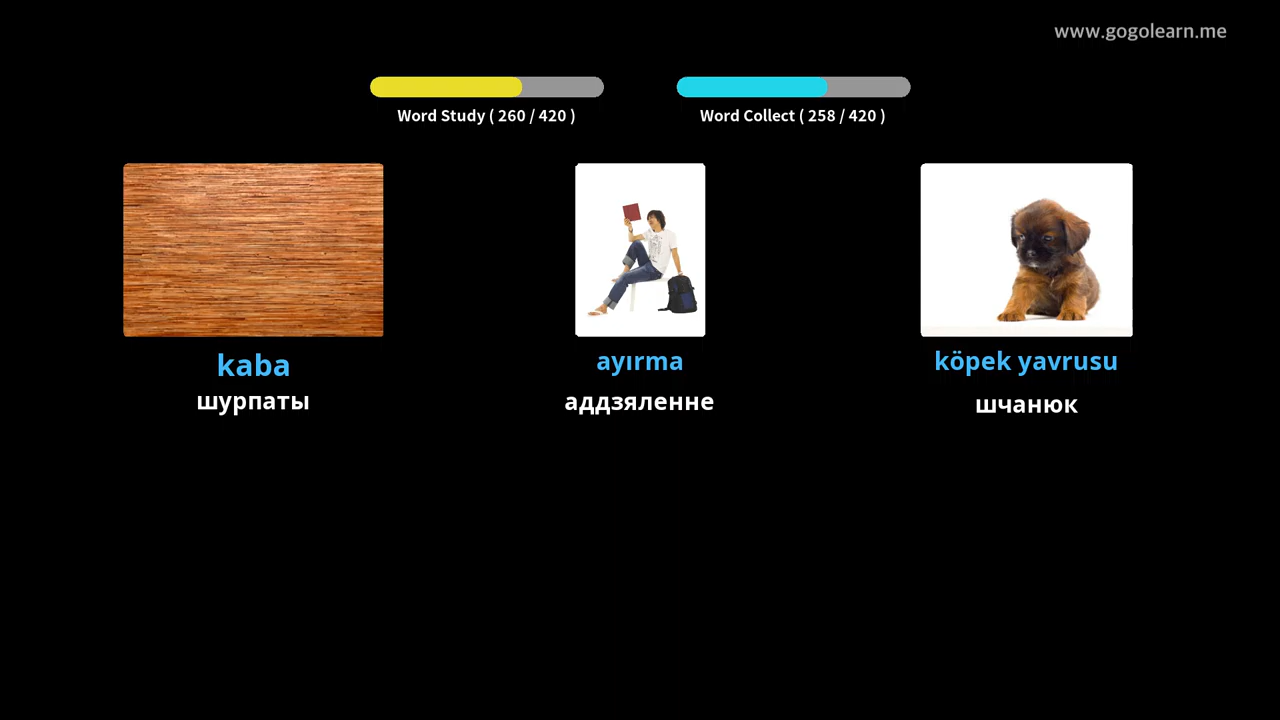 www.gogolearn.me
Word Study ( 260 / 420 )
Word Collect ( 258 / 420 )
kaba
шурпаты
ayırma
аддзяленне
köpek yavrusu
шчанюк